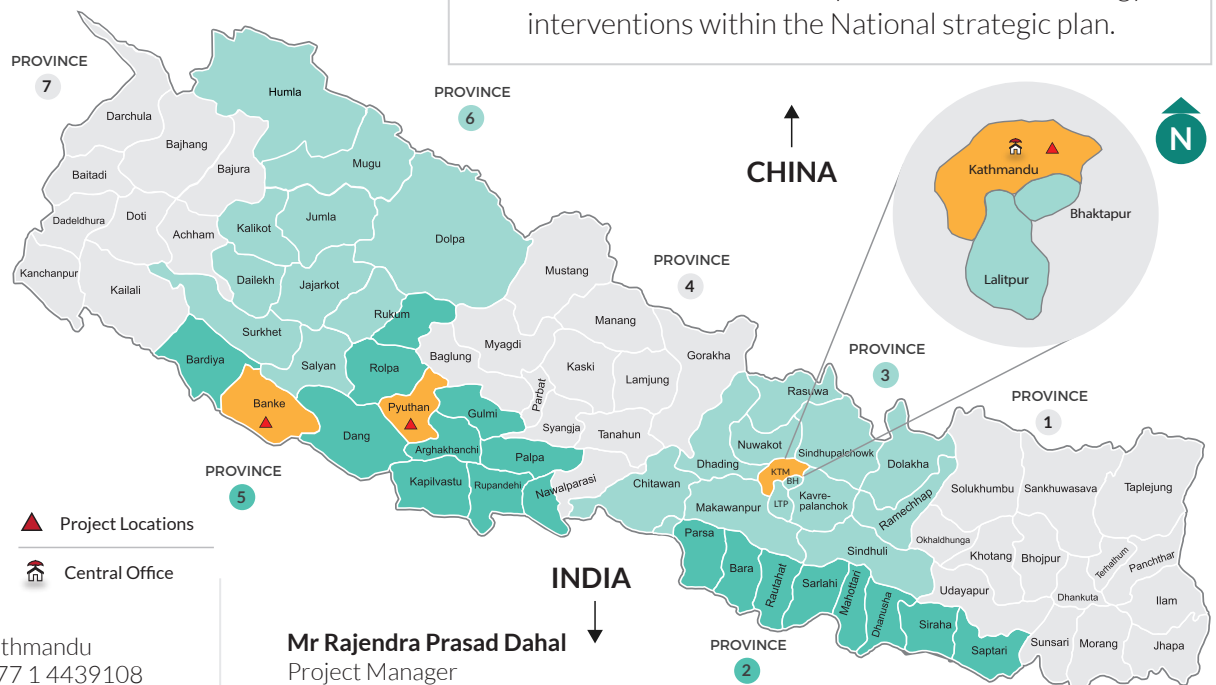 interventions within the National strategic plan.
PROVINCE
7
PROVINCE
6
CHINA
N
Humla
Darchula
Bajhang
Mugu
Bajura
Baitadi
Kathmandu
Bhaktapur
Lalitpur
Dadeldhura
Doti
Achham
Kalikot
Jumla
Dolpa
Kanchanpur
Kailali
Dailekh
Jajarkot
Mustang
PROVINCE
4
Rukum
Surkhet
Manang
Myagdi
Baglung
Gorakha
Kaski
Bardiya
Salyan
Rolpa
Lamjung
Parbat
PROVINCE
3
Rasuwa
PROVINCE
1
Banke
Pyuthan
Gulmi
Syangja
Tanahun
Dang
Arghakhanchi
Palpa
Nuwakot
Sindhupalchowk
Dhading
Dolakha
KTM
BH
LTP
Kavre-
palanchok
Chitawan
Makawanpur
Ramechhap
Solukhumbu
Sankhuwasava
Taplejung
PROVINCE
5
Kapilvastu
Rupandehi
Nawalparasi
Project Locations
Central Office
Parsa
Sindhuli
Okhaldhunga
Khotang
Bhojpur
Terhathum
Panchthar
INDIA
Bara
Rautahat
Sarlahi
Mahottari
Dhanusha
Siraha
Saptari
Udayapur
Dhankuta
Ilam
Sunsari
Morang
Jhapa
PROVINCE
2
thmandu
77 1 4439108
Mr Rajendra Prasad Dahal
Project Manager